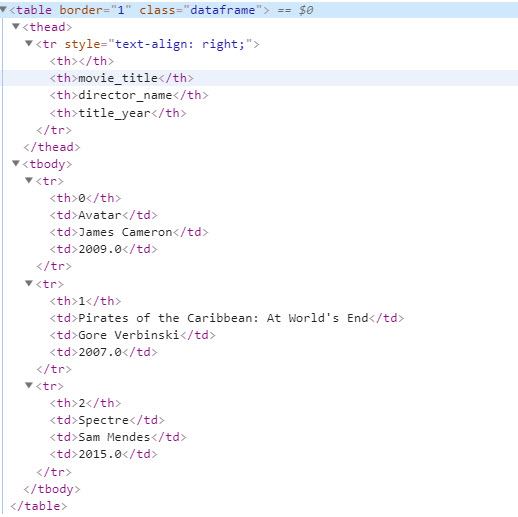 <table border="1" class="dataframe"> == $0
<thead>
<tr style="text-align: right;">
<th></th>
<th>movie_title</th>
<th>director_name</th>
<th>title_year</th>
</tr>
</thead>
<tbody>
<tr>
<th>0</th>
<td>Avatar</td>
<td>James Cameron</td>
<td>2009.0</td>
</tr>
<tr>
<th>1</th>
<td>Pirates of the Caribbean: At World's End</td>
<td>Gore Verbinski</td>
<td>2007.0</td>
</tr>
<tr>
<th>2</th>
<td>Spectre</td>
<td>Sam Mendes</td>
<td>2015.0</td>
</tr>
</tbody>
</table>